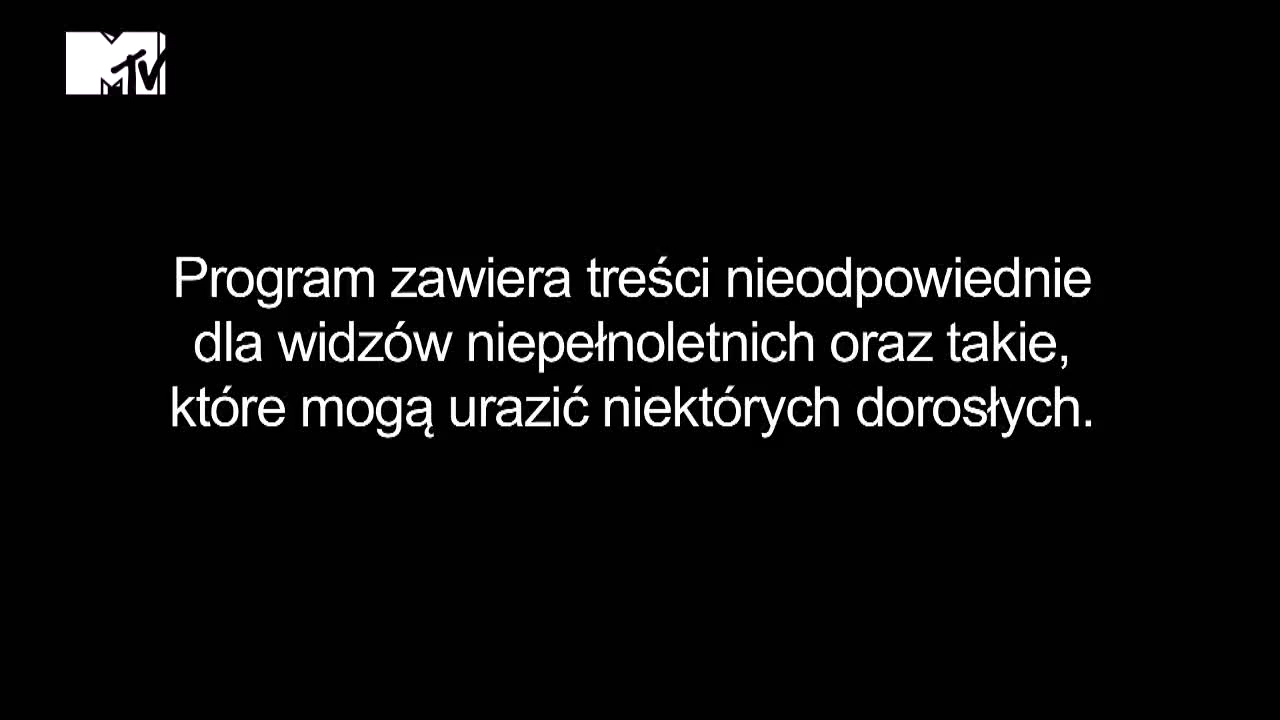 MTV
Program zawiera treści nieodpowiednie
dla widzów niepełnoletnich oraz takie,
które mogą urazić niektórych dorosłych.